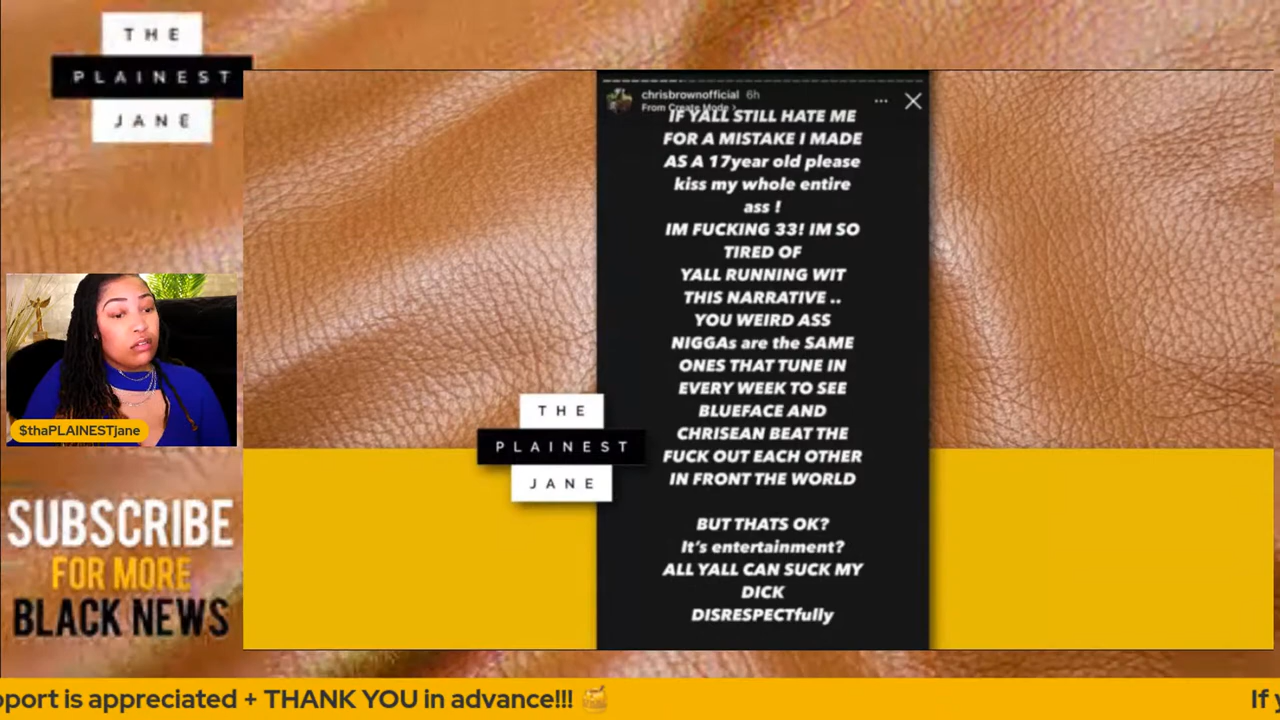 THE
PLAINEST
JANE
chrisbrownofficial 6h
From Create Mode >
IF YALL STILL HATE ME
FOR A MISTAKE I MADE
AS A 17year old please
kiss my whole entire
ass !
IM FUCKING 33! IM SO
TIRED OF
YALL RUNNING WIT
THIS NARRATIVE ..
YOU WEIRD ASS
NIGGAs are the SAME
ONES THAT TUNE IN
EVERY WEEK TO SEE
BLUEFACE AND
CHRISEAN BEAT THE
FUCK OUT EACH OTHER
IN FRONT THE WORLD
BUT THATS OK?
It's entertainment?
ALL YALL CAN SUCK MY
DICK
DISRESPECTfully
THE
PLAINEST
JANE
$thaPLAINESTjane
SUBSCRIBE
FOR MORE
BLACK NEWS
pport is appreciated + THANK YOU in advance!!! 
If y